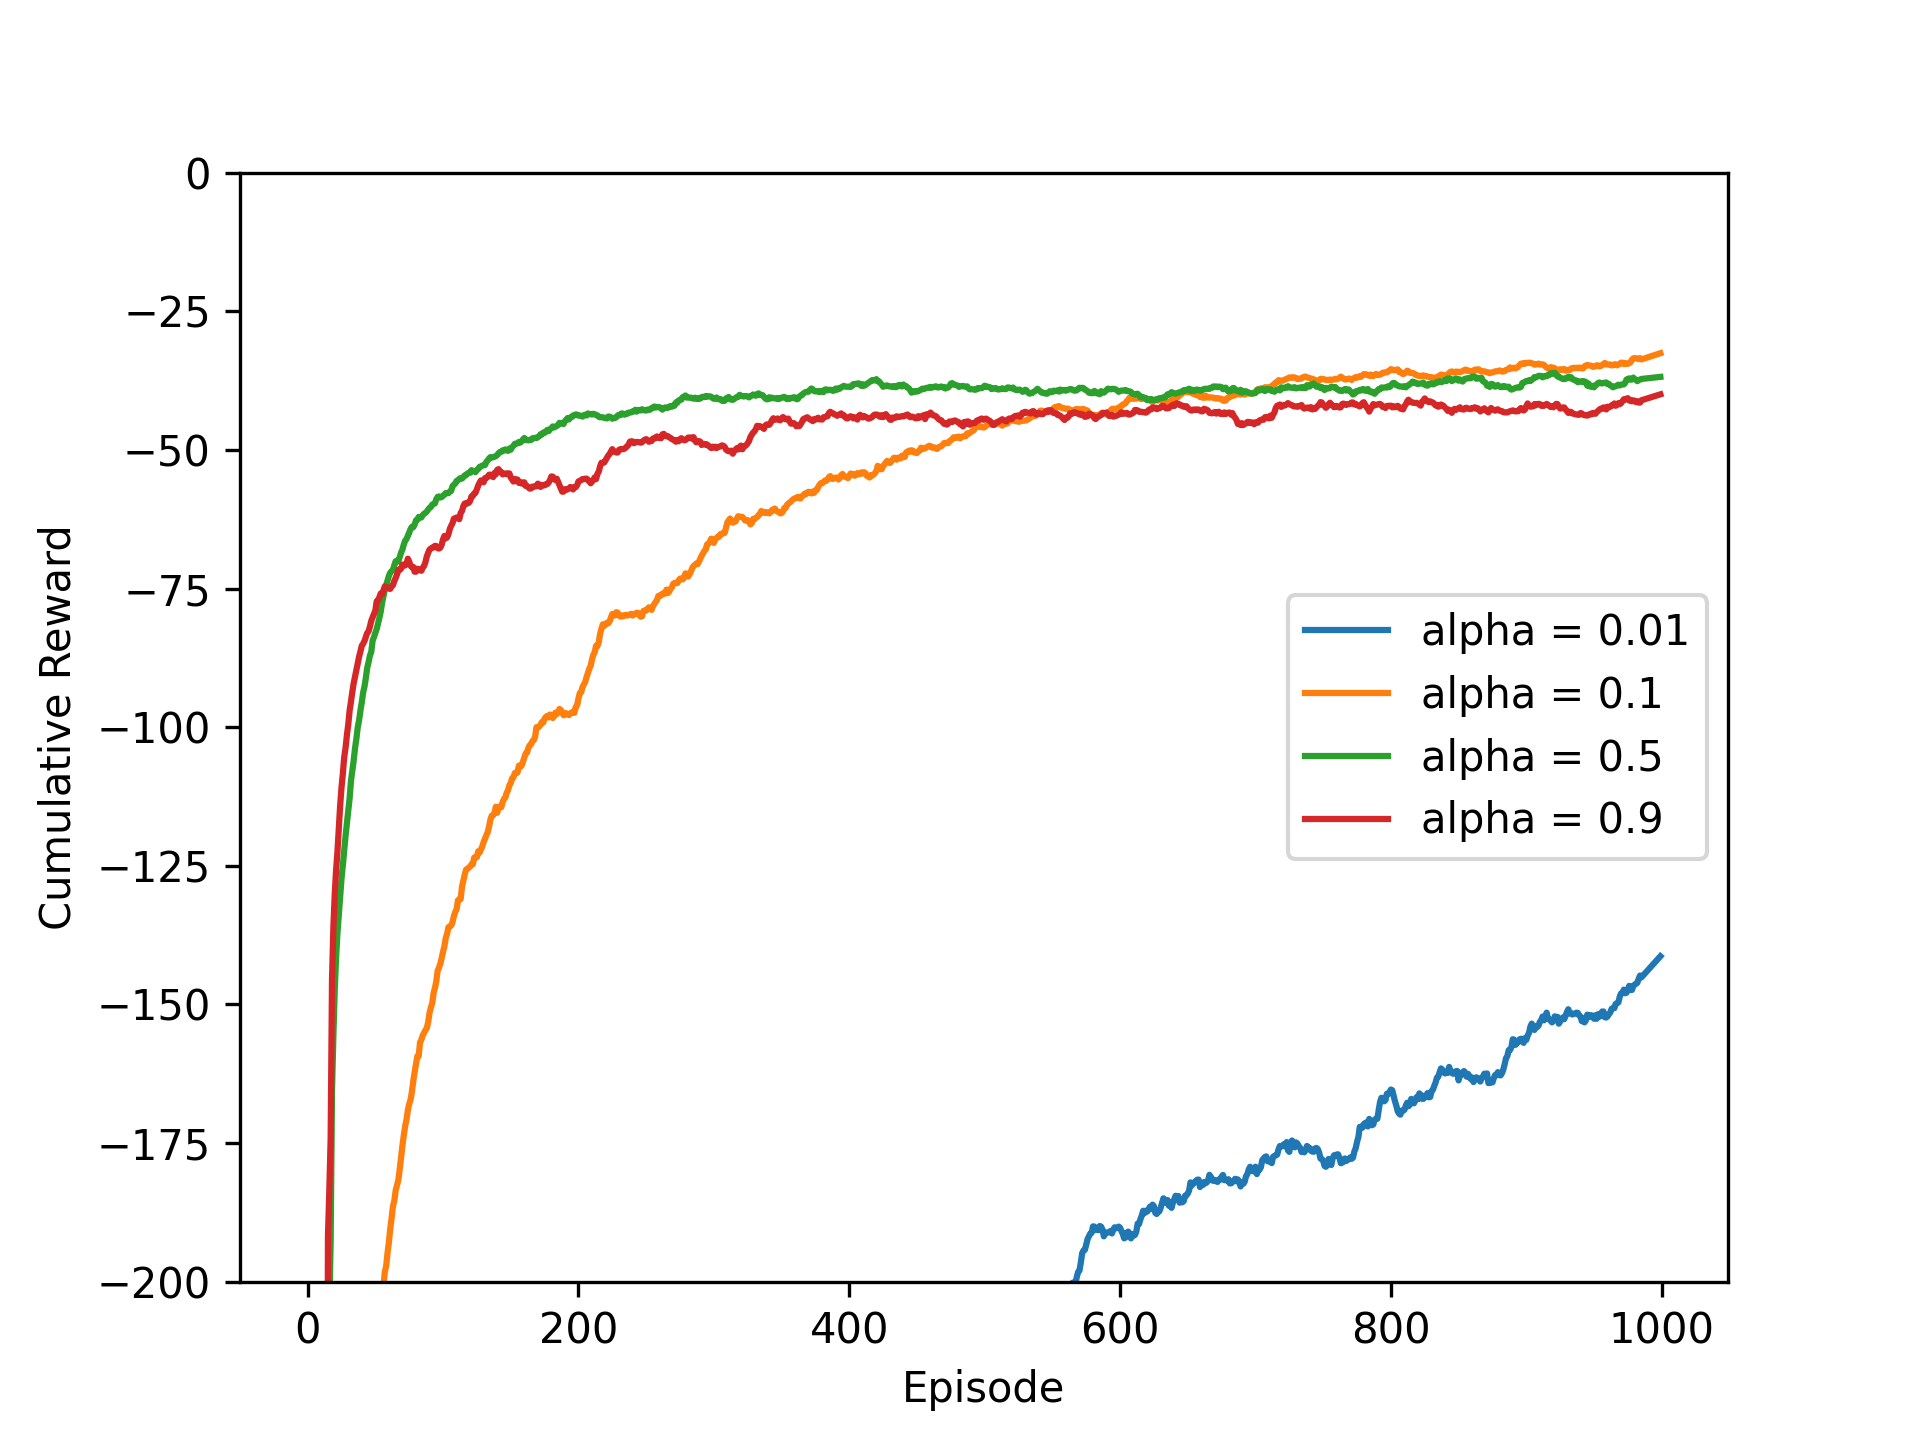 0
−25
−50
−75
−100
−125
−150
−175
−200
Cumulative Reward
alpha = 0.01
alpha = 0.1
alpha = 0.5
alpha = 0.9
0 200 400 600 800 1000
Episode